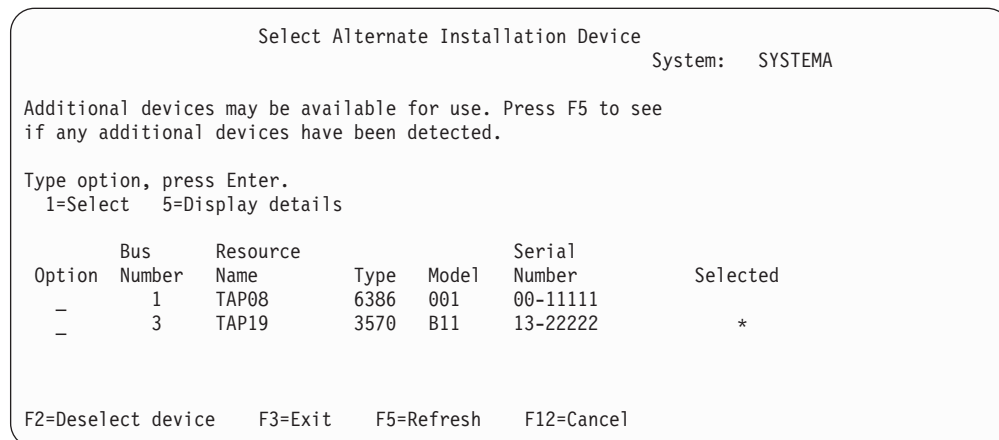 Select Alternate Installation Device
System: SYSTEMA
Additional devices may be available for use. Press F5 to see
if any additional devices have been detected.
Type option, press Enter.
1=Select 5=Display details
Bus Resource Serial
Option Number Name Type Model Number Selected
_ 1 TAP08 6386 001 00-11111
_ 3 TAP19 3570 B11 13-22222 *
F2=Deselect device F3=Exit F5=Refresh F12=Cancel